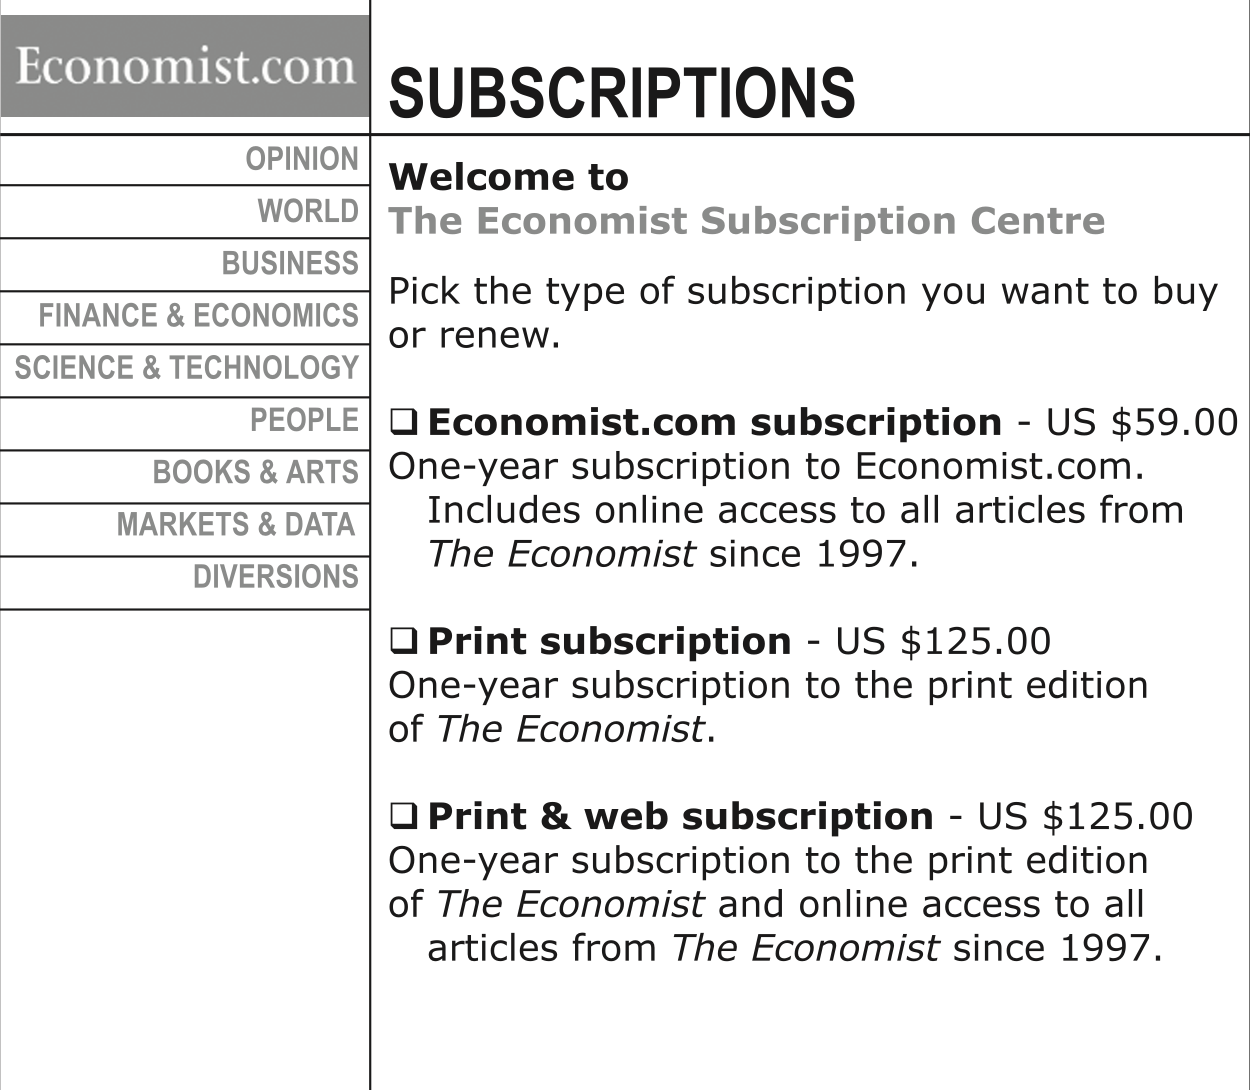 Economist.com
SUBSCRIPTIONS
OPINION
WORLD
BUSINESS
FINANCE & ECONOMICS
SCIENCE & TECHNOLOGY
PEOPLE
BOOKS & ARTS
MARKETS & DATA
DIVERSIONS
Welcome to
The Economist Subscription Centre
Pick the type of subscription you want to buy
or renew.
❑ Economist.com subscription - US $59.00
One-year subscription to Economist.com.
Includes online access to all articles from
The Economist since 1997.
❑ Print subscription - US $125.00
One-year subscription to the print edition
of The Economist.
❑ Print & web subscription - US $125.00
One-year subscription to the print edition
of The Economist and online access to all
articles from The Economist since 1997.